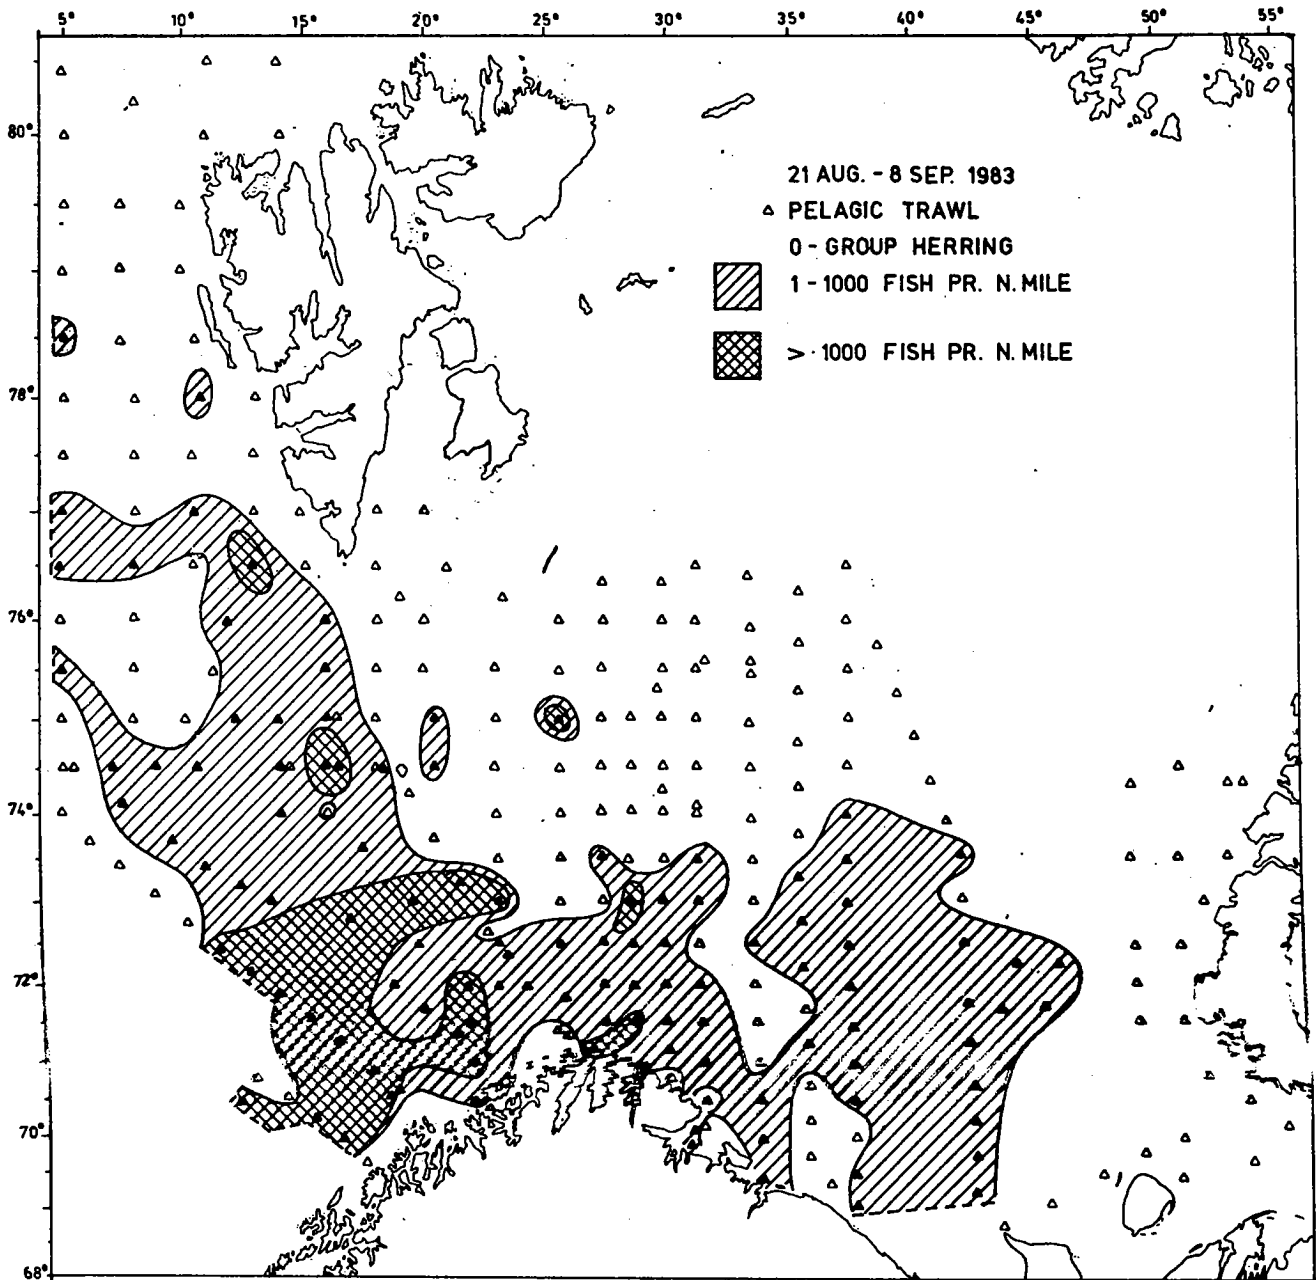 5° 10° 15° 20° 25° 30° 35° 40° 45° 50° 55°
80°
21 AUG. - 8 SEP. 1983
PELAGIC TRAWL
0 - GROUP HERRING
1 - 1000 FISH PR. N. MILE
> 1000 FISH PR. N. MILE
78°
76°
74°
72°
70°
68°